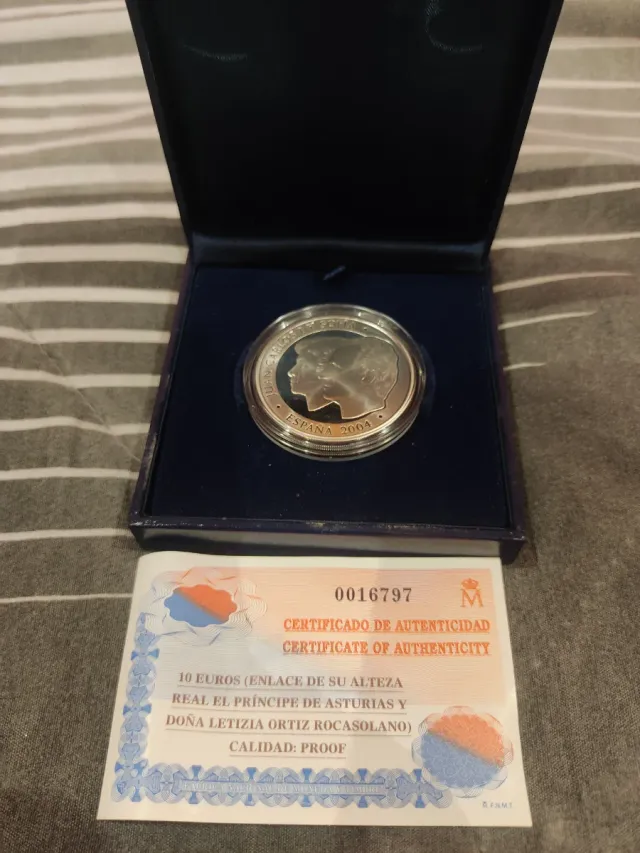 ESPAÑA 2004
0016797
M
CERTIFICADO DE AUTENTICIDAD
CERTIFICATE OF AUTHENTICITY
10 EUROS (ENLACE DE SU ALTEZA
REAL EL PRÍNCIPE DE ASTURIAS Y
DOÑA LETIZIA ORTIZ ROCASOLANO)
CALIDAD: PROOF